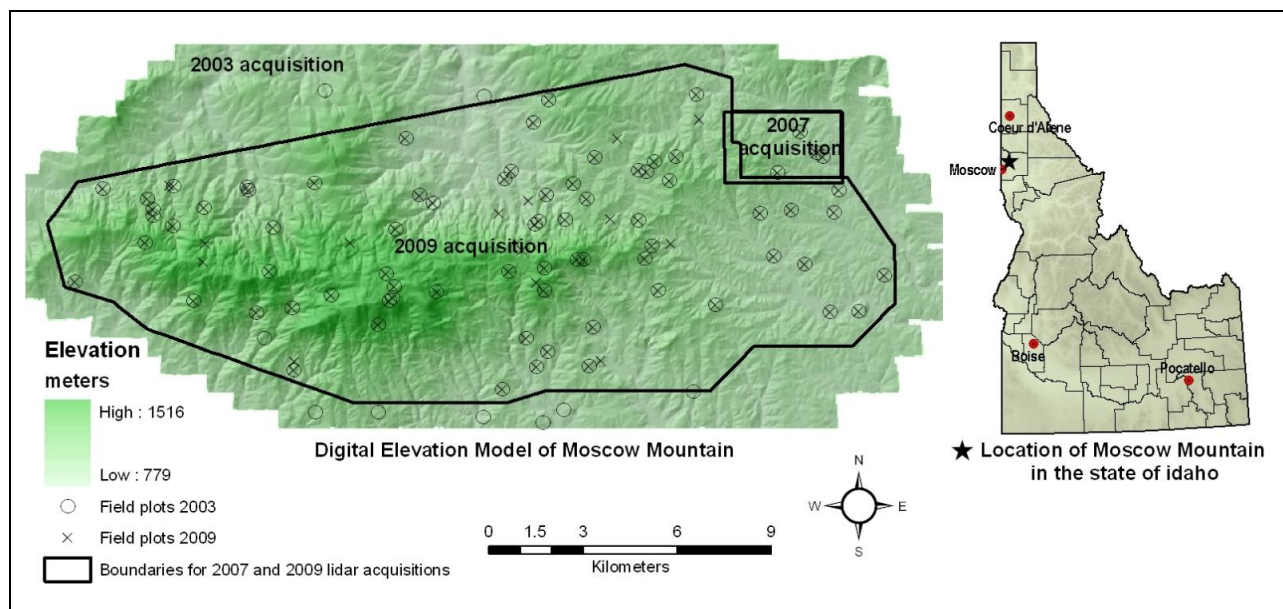 2003 acquisition
2007
acquisition
2009 acquisition
Elevation
meters
High : 1516
Low : 779
Field plots 2003
Field plots 2009
Boundaries for 2007 and 2009 lidar acquisitions
Digital Elevation Model of Moscow Mountain
0 1.5 3 6 9
Kilometers
N
W E
S
Coeur d'Alene
Moscow
Boise
Pocatello
Location of Moscow Mountain
in the state of idaho